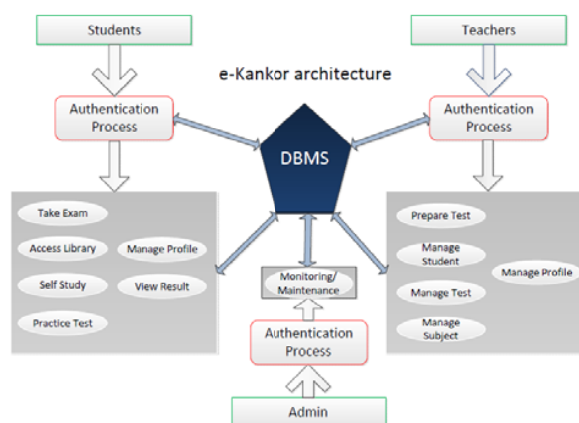 Students
Teachers
e-Kankor architecture
Authentication
Process
Authentication
Process
DBMS
Take Exam
Access Library
Manage Profile
Self Study
View Result
Practice Test
Prepare Test
Manage
Student
Manage Profile
Manage Test
Manage
Subject
Monitoring/
Maintenance
Authentication
Process
Admin